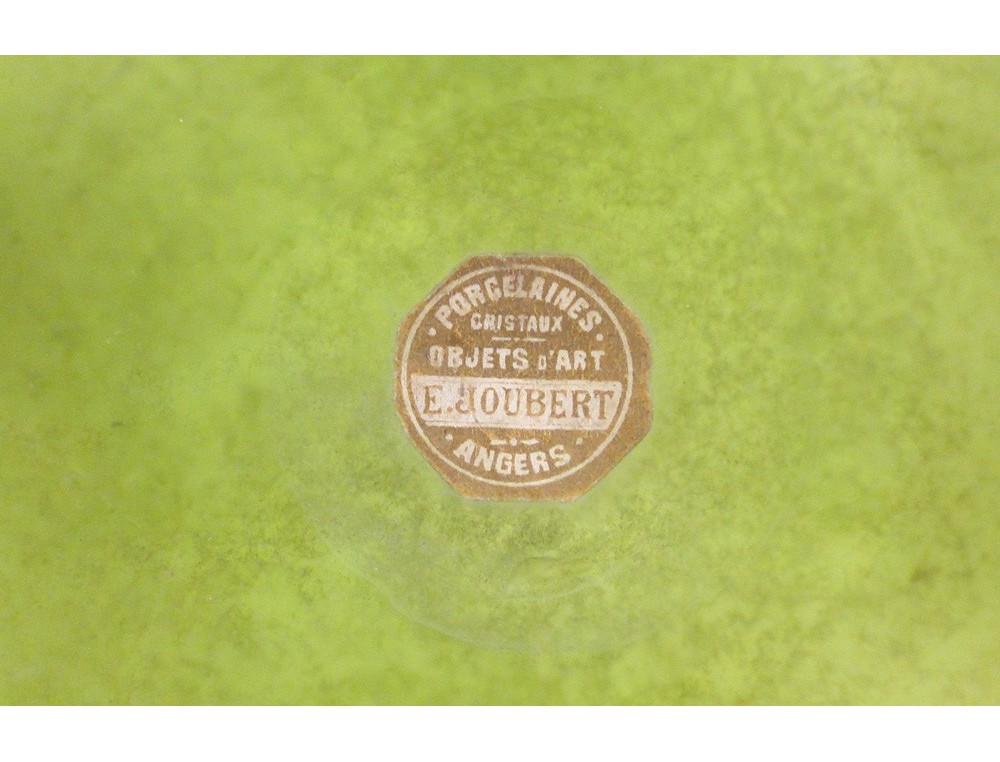 PORCELAINES
CRISTAUX
OBJETS D'ART
E. JOUBERT
ANGERS